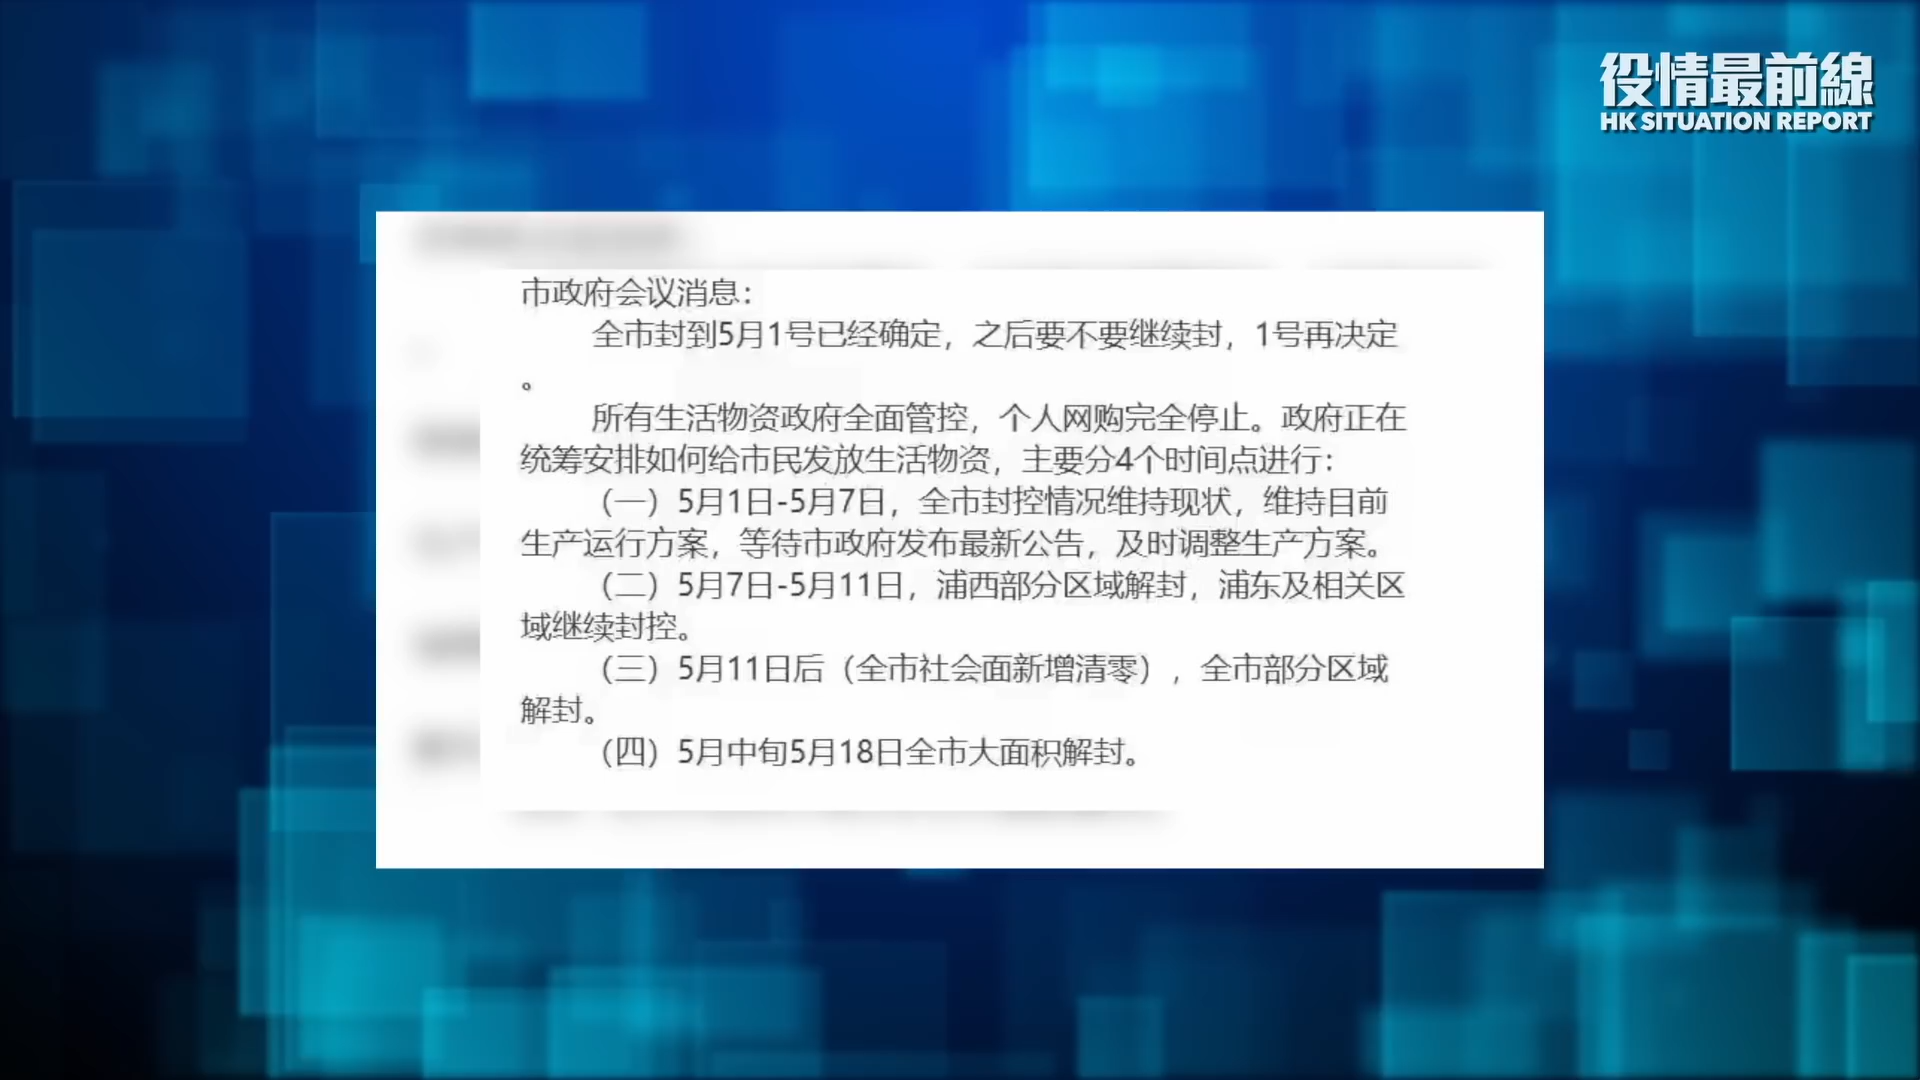 役情最前線
HK SITUATION REPORT
市政府会议消息：
全市封到5月1号已经确定，之后要不要继续封，1号再决定
。
所有生活物资政府全面管控，个人网购完全停止。政府正在
统筹安排如何给市民发放生活物资，主要分4个时间点进行：
（一）5月1日-5月7日，全市封控情况维持现状，维持目前
生产运行方案，等待市政府发布最新公告，及时调整生产方案。
（二）5月7日-5月11日，浦西部分区域解封，浦东及相关区
域继续封控。
（三）5月11日后（全市社会面新增清零），全市部分区域
解封。
（四）5月中旬5月18日全市大面积解封。